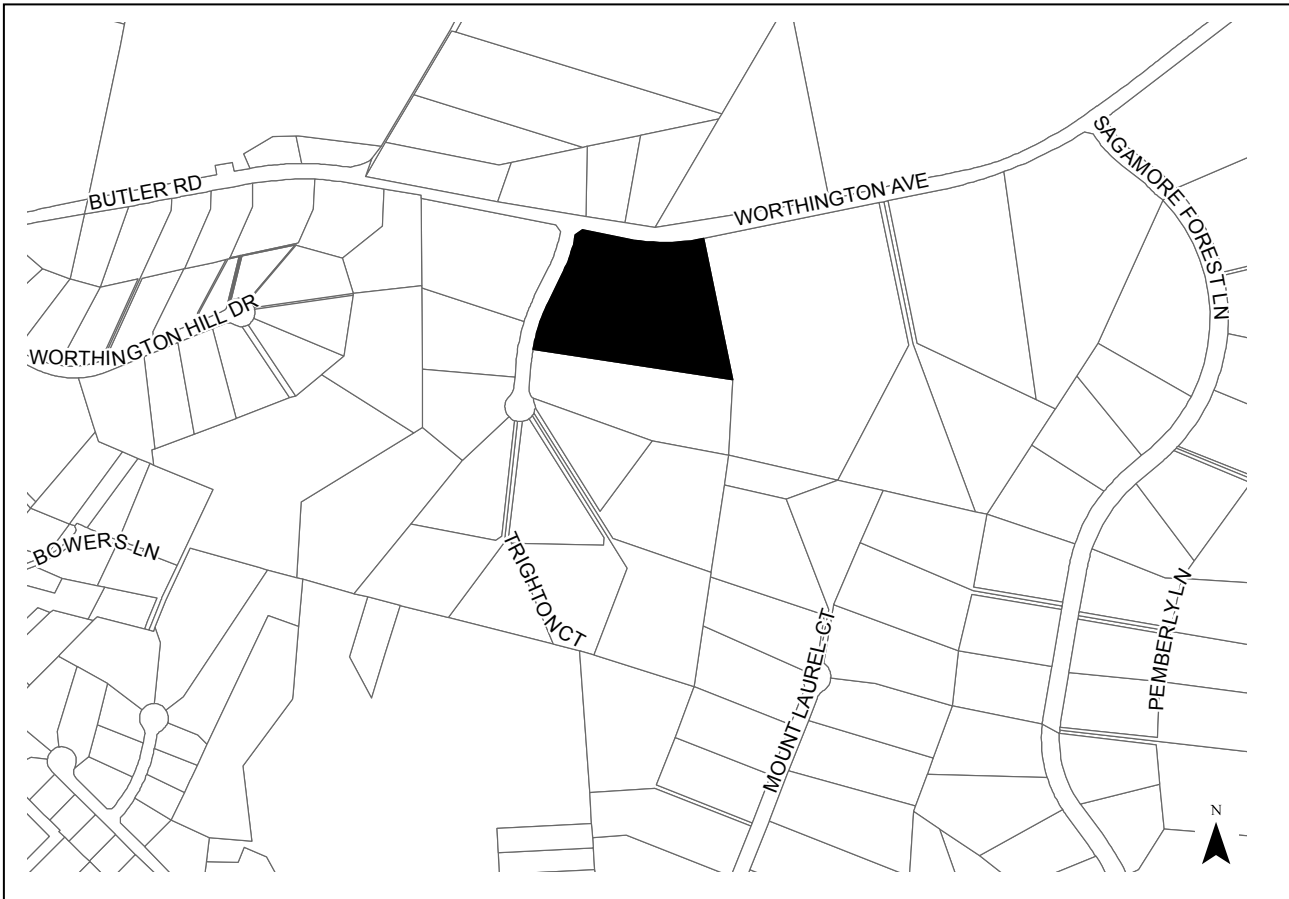 SAGAMORE FOREST LN
BUTLER RD
WORTHINGTON AVE
WORTHINGTON HILL DR
BOWERS LN
TRIGHTON CT
PEMBERLY LN
MOUNT LAUREL CT
N